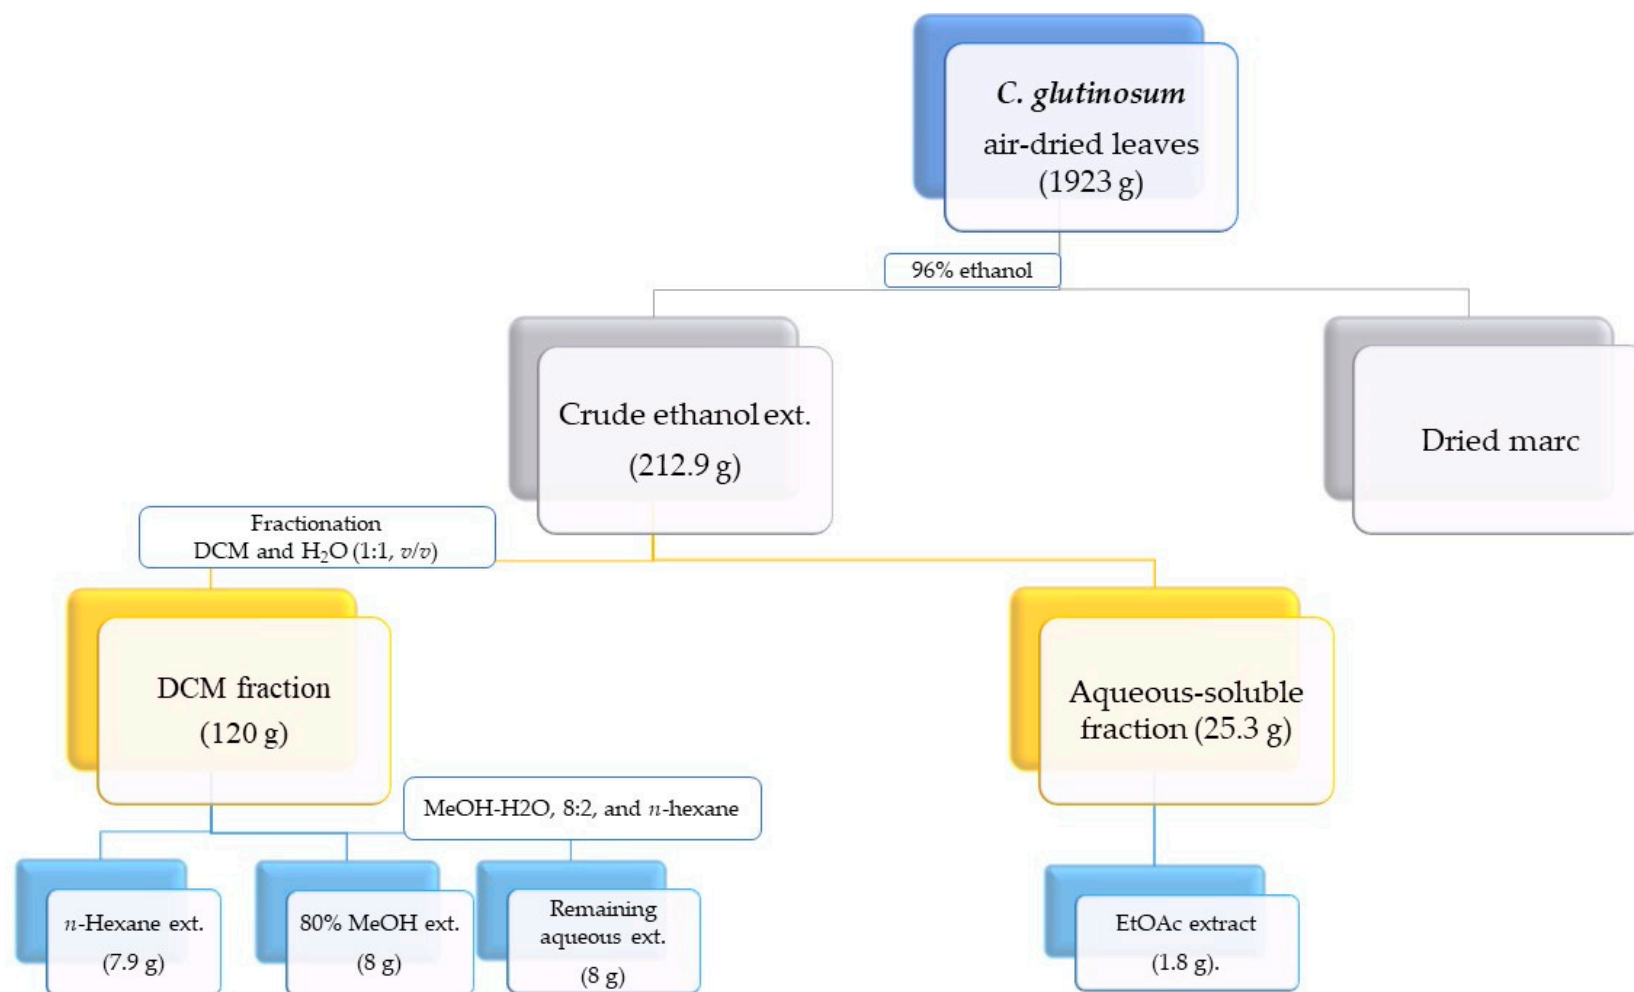 C. glutinosum
air-dried leaves
(1923 g)
96% ethanol
Crude ethanol ext.
(212.9 g)
Dried marc
Fractionation
DCM and H₂O (1:1, v/v)
DCM fraction
(120 g)
Aqueous-soluble
fraction (25.3 g)
MeOH-H2O, 8:2, and n-hexane
n-Hexane ext.
(7.9 g)
80% MeOH ext.
(8 g)
Remaining
aqueous ext.
(8 g)
EtOAc extract
(1.8 g).